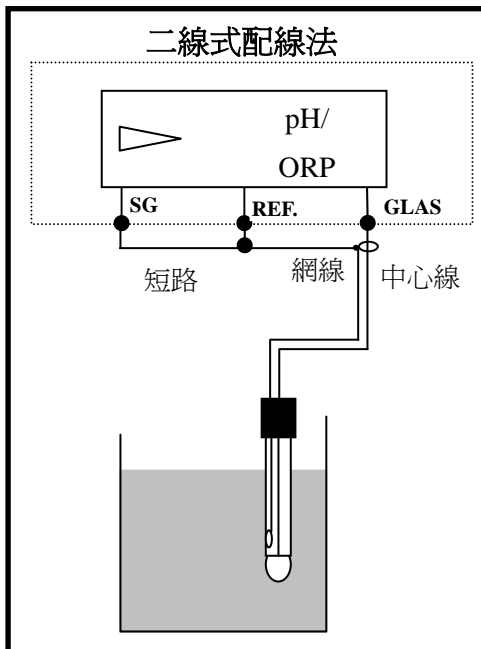 二線式配線法
pH/
ORP
SG
REF.
GLAS
短路
網線
中心線